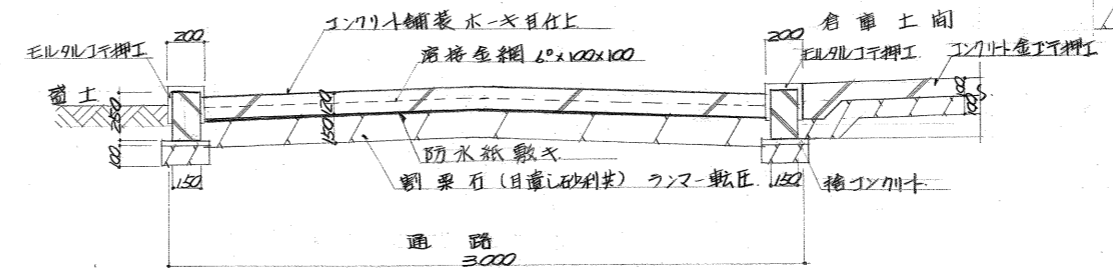 コンクリート舗装 ホーキ目仕上
倉庫土間
200
200
モルタルコテ押エ
溶接金網 6φ×100×100
モルタルコテ押エ
コンクリート金ゴテ押エ
盛土
250
100
150
100
防水紙敷キ
割栗石(目潰し砂利共) ランマー転圧
150
150
捨コンクリート
通路
3.000